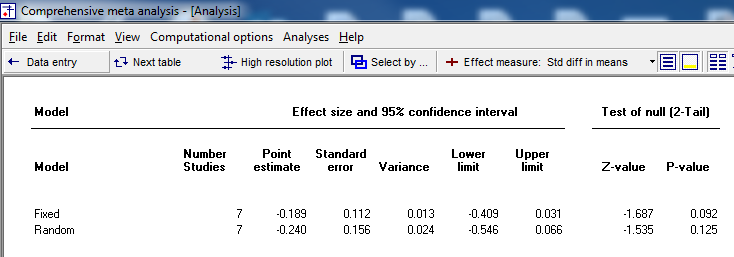 Comprehensive meta analysis - [Analysis]
File Edit Format View Computational options Analyses Help
Data entry Next table High resolution plot Select by ... Effect measure: Std diff in means
Model Effect size and 95% confidence interval Test of null (2-Tail)
Number Point Standard Lower Upper
Model Studies estimate error Variance limit limit Z-value P-value
Fixed 7 -0.189 0.112 0.013 -0.409 0.031 -1.687 0.092
Random 7 -0.240 0.156 0.024 -0.546 0.066 -1.535 0.125